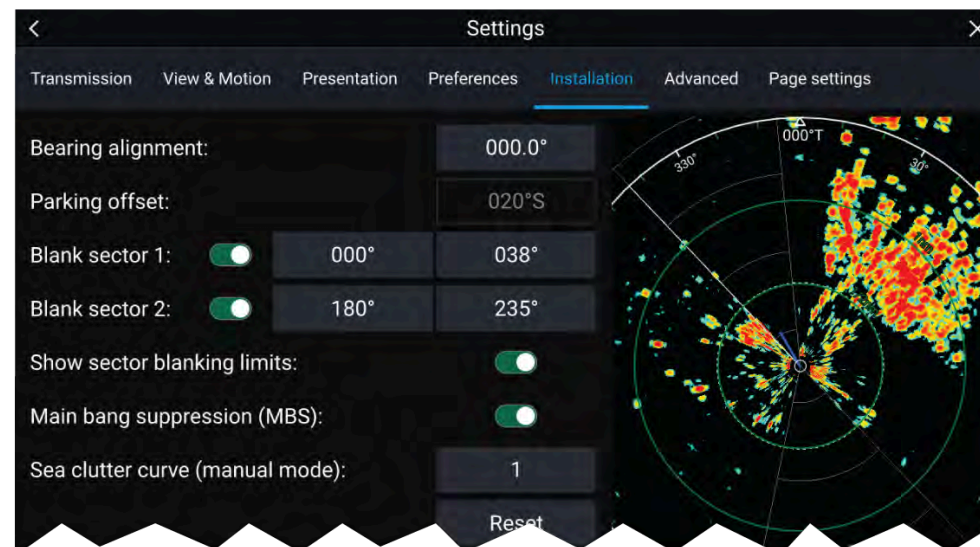 Settings
Transmission View & Motion Presentation Preferences Installation Advanced Page settings
Bearing alignment: 000.0°
Parking offset: 020°S
Blank sector 1: 000° 038°
Blank sector 2: 180° 235°
Show sector blanking limits:
Main bang suppression (MBS):
Sea clutter curve (manual mode): 1
Reset
000°T
330°
30°